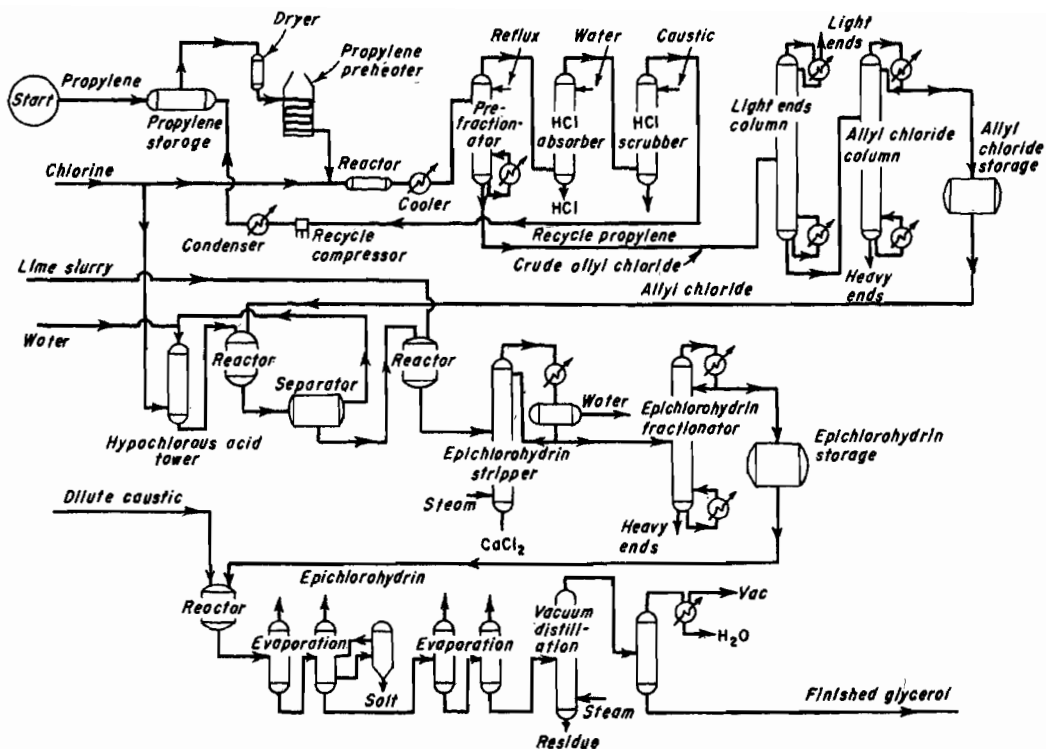 Dryer
Propylene
preheater
Propylene
Start
Propylene
storage
Reflux
Water
Caustic
Pre-
fraction-
ator
HCl
absorber
HCl
scrubber
HCl
Light
ends
Light ends
column
Allyl chloride
column
Allyl
chloride
storage
Chlorine
Reactor
Cooler
Condenser
Recycle
compressor
Recycle propylene
Crude allyl chloride
Heavy
ends
Lime slurry
Allyl chloride
Water
Reactor
Separator
Reactor
Hypochlorous acid
tower
Water
Epichlorohydrin
stripper
Steam
CaCl₂
Epichlorohydrin
fractionator
Heavy
ends
Epichlorohydrin
storage
Dilute caustic
Epichlorohydrin
Reactor
Evaporation
Salt
Evaporation
Vacuum
distill-
ation
Steam
Residue
Vac
H₂O
Finished glycerol